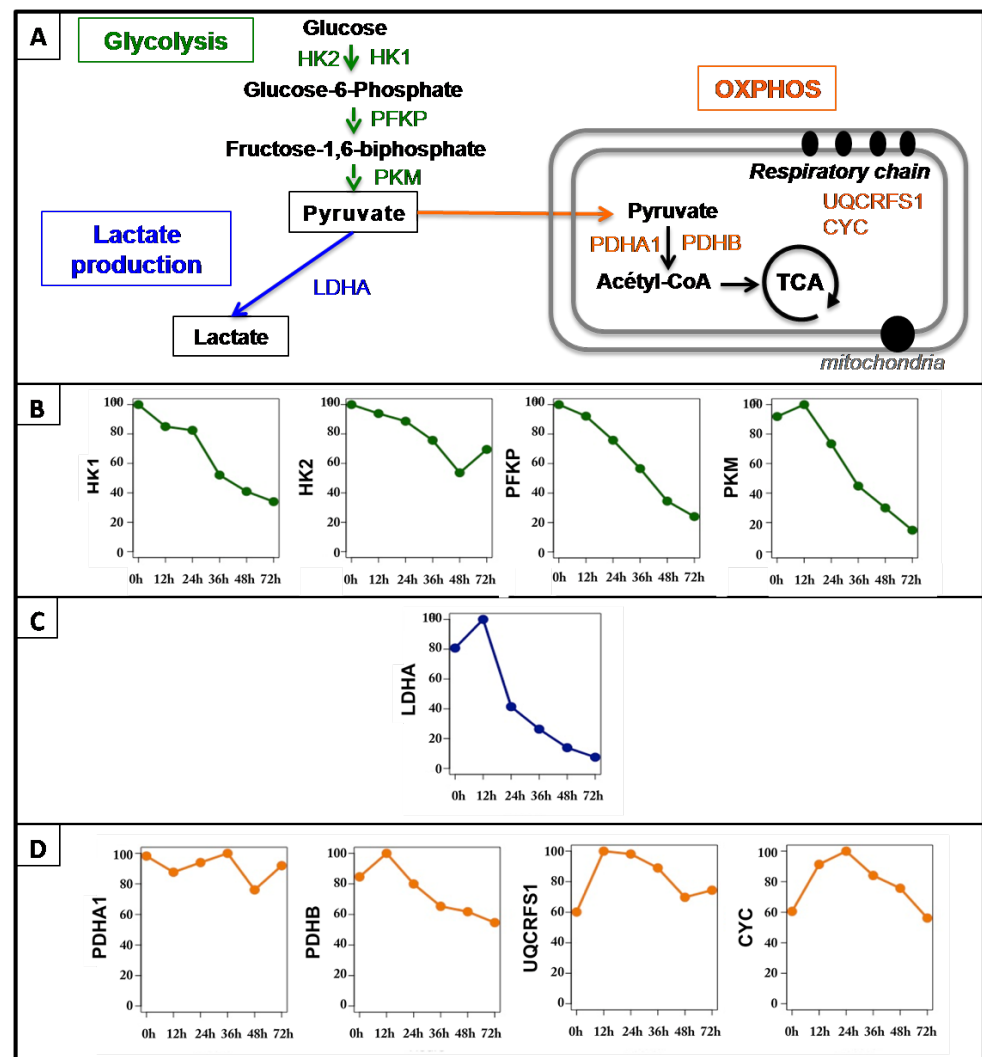 A
Glycolysis
Glucose
HK2 HK1
Glucose-6-Phosphate
PFKP
Fructose-1,6-biphosphate
PKM
Pyruvate
Lactate
production
LDHA
Lactate
OXPHOS
Respiratory chain
UQCRFS1
CYC
Pyruvate
PDHA1 PDHB
Acétyl-CoA
TCA
mitochondria
B
HK1
100
80
60
40
20
0
0h 12h 24h 36h 48h 72h
HK2
100
80
60
40
20
0
0h 12h 24h 36h 48h 72h
PFKP
100
80
60
40
20
0
0h 12h 24h 36h 48h 72h
PKM
100
80
60
40
20
0
0h 12h 24h 36h 48h 72h
C
LDHA
100
80
60
40
20
0
0h 12h 24h 36h 48h 72h
D
PDHA1
100
80
60
40
20
0
0h 12h 24h 36h 48h 72h
PDHB
100
80
60
40
20
0
0h 12h 24h 36h 48h 72h
UQCRFS1
100
80
60
40
20
0
0h 12h 24h 36h 48h 72h
CYC
100
80
60
40
20
0
0h 12h 24h 36h 48h 72h